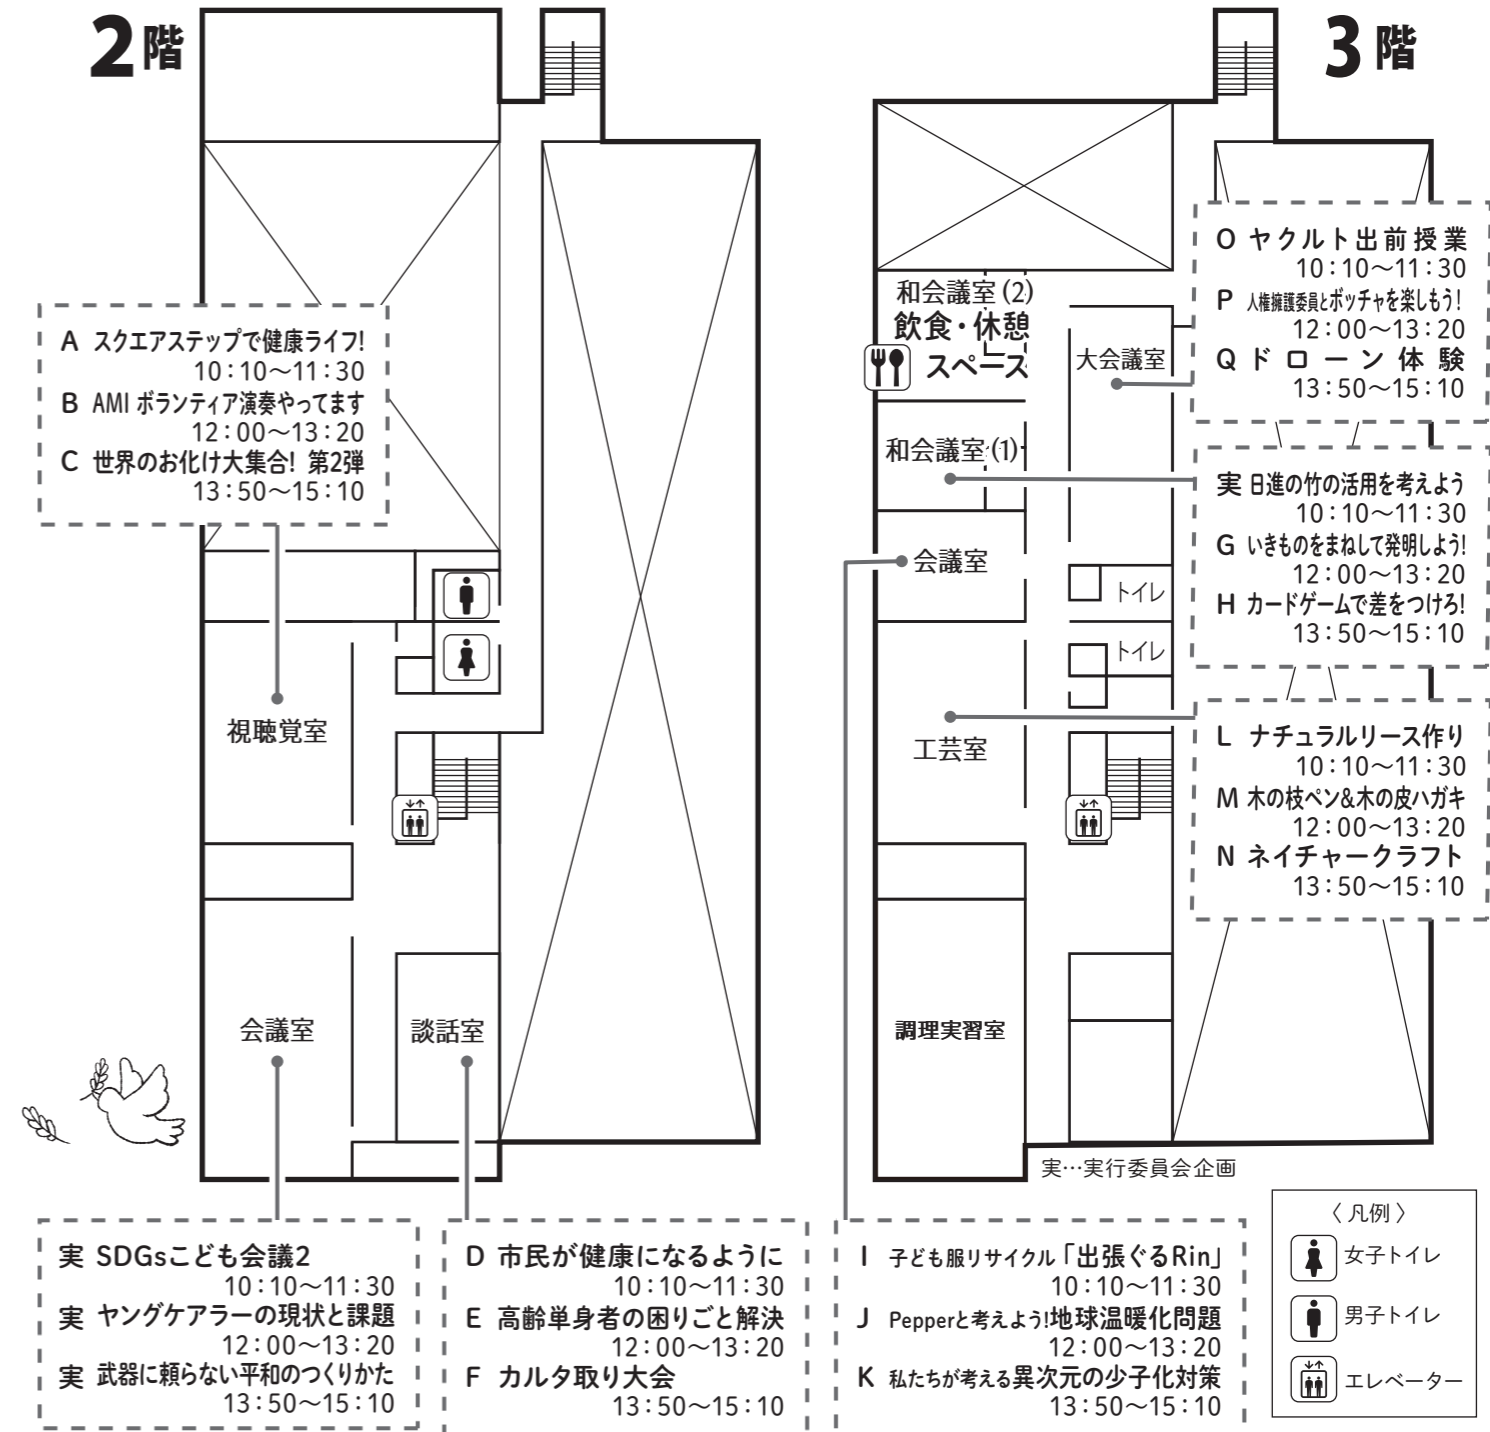 2階
A スクエアステップで健康ライフ!
10:10〜11:30
B AMI ボランティア演奏やってます
12:00〜13:20
C 世界のお化け大集合! 第2弾
13:50〜15:10
視聴覚室
会議室
談話室
実 SDGsこども会議2
10:10〜11:30
実 ヤングケアラーの現状と課題
12:00〜13:20
実 武器に頼らない平和のつくりかた
13:50〜15:10
D 市民が健康になるように
10:10〜11:30
E 高齢単身者の困りごと解決
12:00〜13:20
F カルタ取り大会
13:50〜15:10
3階
和会議室(2)
飲食・休憩
スペース
大会議室
和会議室(1)
会議室
トイレ
トイレ
工芸室
調理実習室
O ヤクルト出前授業
10:10〜11:30
P 人権擁護委員とボッチャを楽しもう!
12:00〜13:20
Q ドローン体験
13:50〜15:10
実 日進の竹の活用を考えよう
10:10〜11:30
G いきものをまねして発明しよう!
12:00〜13:20
H カードゲームで差をつけろ!
13:50〜15:10
L ナチュラルリース作り
10:10〜11:30
M 木の枝ペン&木の皮ハガキ
12:00〜13:20
N ネイチャークラフト
13:50〜15:10
実…実行委員会企画
I 子ども服リサイクル「出張ぐるRin」
10:10〜11:30
J Pepperと考えよう!地球温暖化問題
12:00〜13:20
K 私たちが考える異次元の少子化対策
13:50〜15:10
〈凡例〉
女子トイレ
男子トイレ
エレベーター